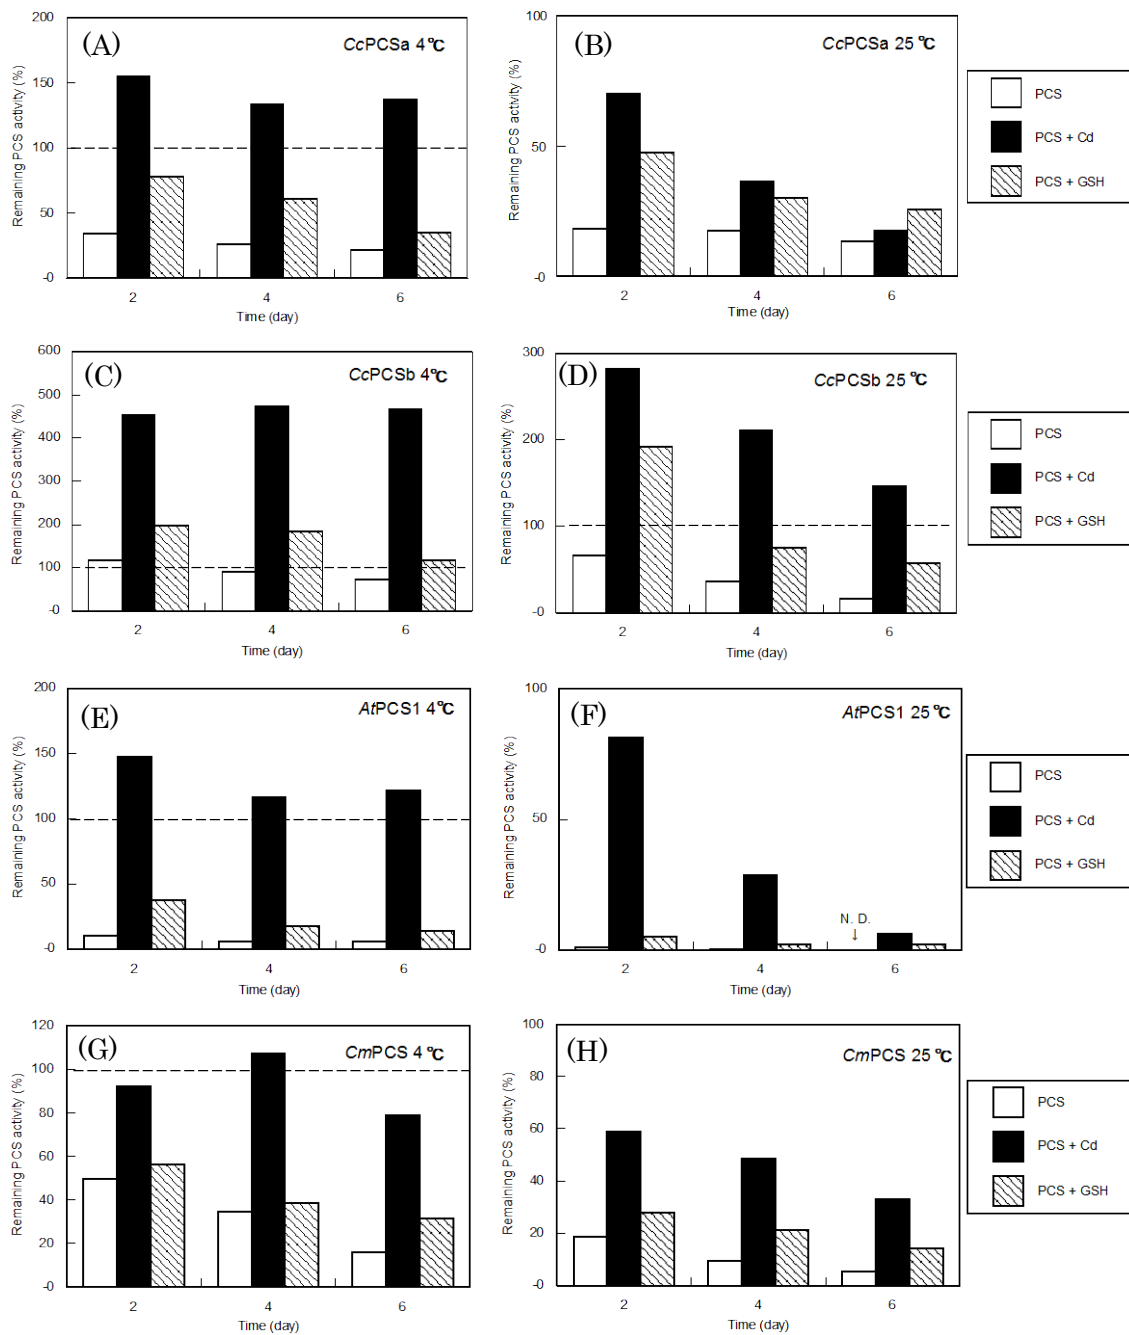 (A)
CcPCSa 4℃
Remaining PCS activity (%)
200
150
100
50
-0
2 4 6
Time (day)
(B)
CcPCSa 25℃
Remaining PCS activity (%)
100
50
-0
2 4 6
Time (day)
PCS
PCS + Cd
PCS + GSH
(C)
CcPCSb 4℃
Remaining PCS activity (%)
600
500
400
300
200
100
-0
2 4 6
Time (day)
(D)
CcPCSb 25℃
Remaining PCS activity (%)
300
200
100
-0
2 4 6
Time (day)
PCS
PCS + Cd
PCS + GSH
(E)
AtPCS1 4℃
Remaining PCS activity (%)
200
150
100
50
-0
2 4 6
Time (day)
(F)
AtPCS1 25℃
Remaining PCS activity (%)
100
50
-0
N. D.
↓
2 4 6
Time (day)
PCS
PCS + Cd
PCS + GSH
(G)
CmPCS 4℃
Remaining PCS activity (%)
120
100
80
60
40
20
-0
2 4 6
Time (day)
(H)
CmPCS 25℃
Remaining PCS activity (%)
100
80
60
40
20
-0
2 4 6
Time (day)
PCS
PCS + Cd
PCS + GSH